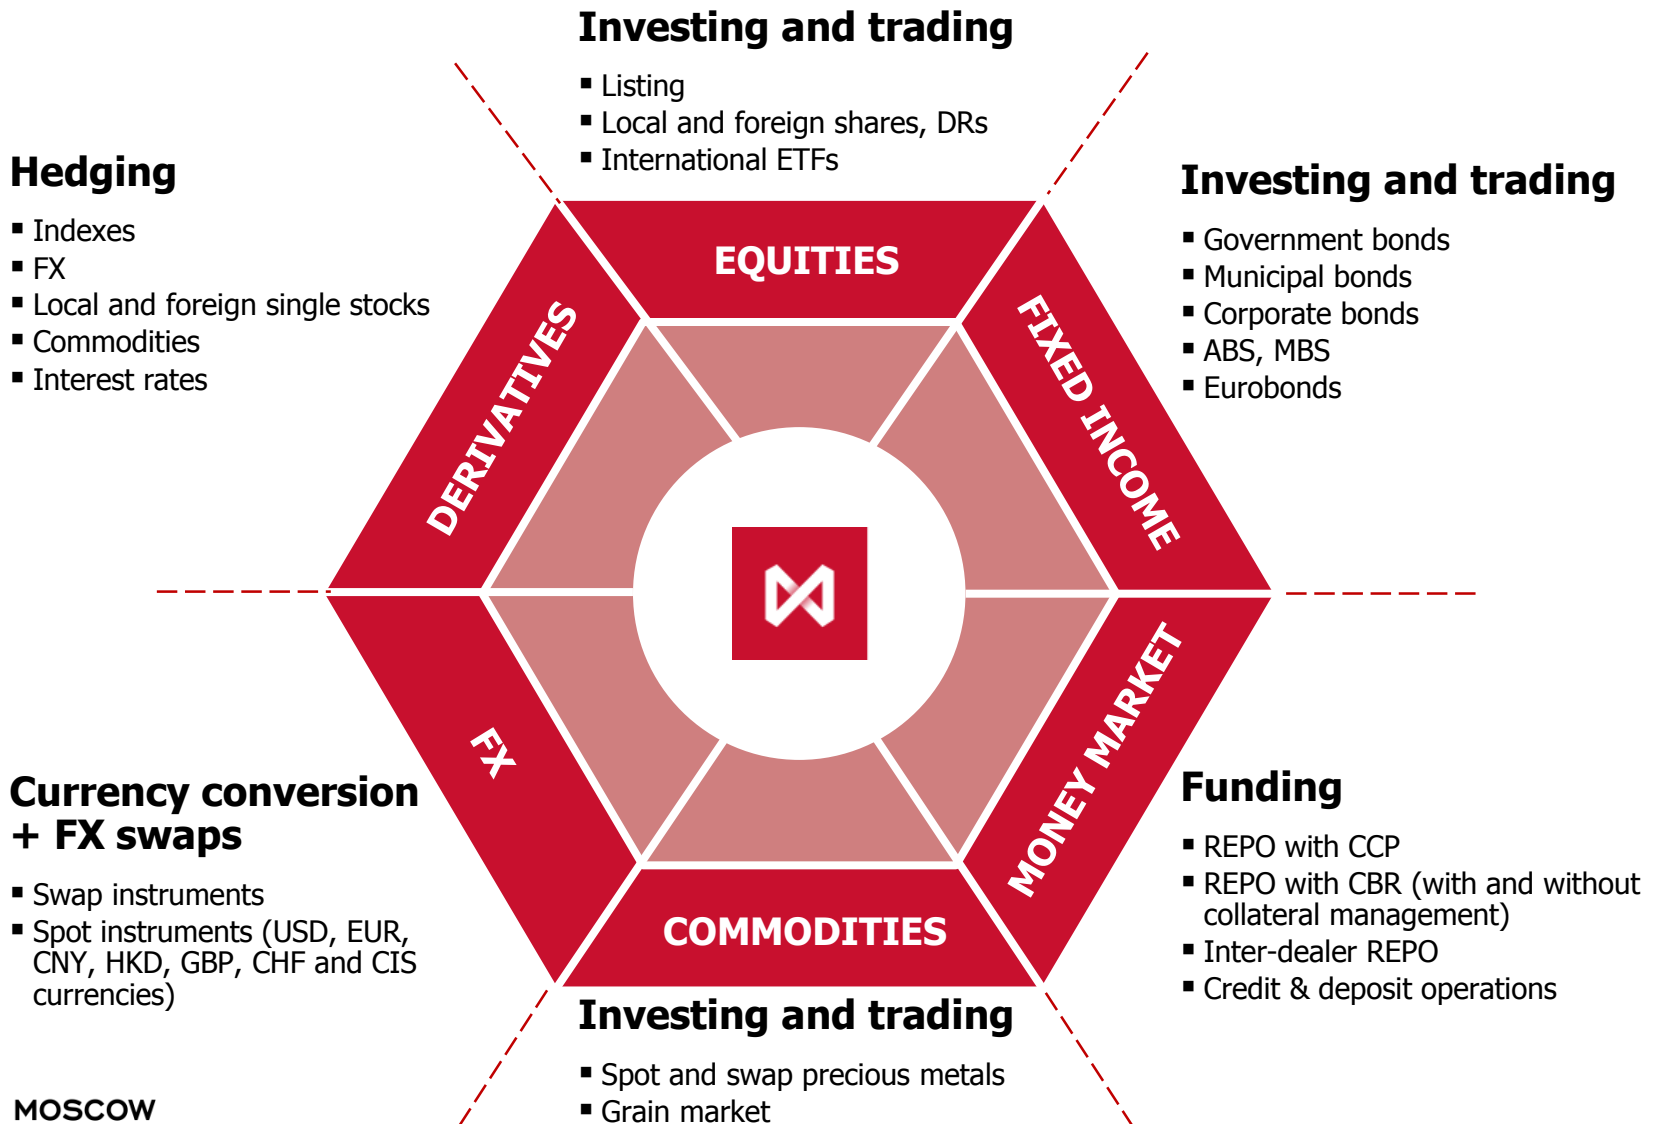 Investing and trading
▪ Listing
▪ Local and foreign shares, DRs
▪ International ETFs
Hedging
▪ Indexes
▪ FX
▪ Local and foreign single stocks
▪ Commodities
▪ Interest rates
Investing and trading
▪ Government bonds
▪ Municipal bonds
▪ Corporate bonds
▪ ABS, MBS
▪ Eurobonds
EQUITIES
DERIVATIVES
FIXED INCOME
FX
MONEY MARKET
COMMODITIES
Currency conversion
+ FX swaps
▪ Swap instruments
▪ Spot instruments (USD, EUR,
CNY, HKD, GBP, CHF and CIS
currencies)
Funding
▪ REPO with CCP
▪ REPO with CBR (with and without
collateral management)
▪ Inter-dealer REPO
▪ Credit & deposit operations
Investing and trading
▪ Spot and swap precious metals
▪ Grain market
MOSCOW